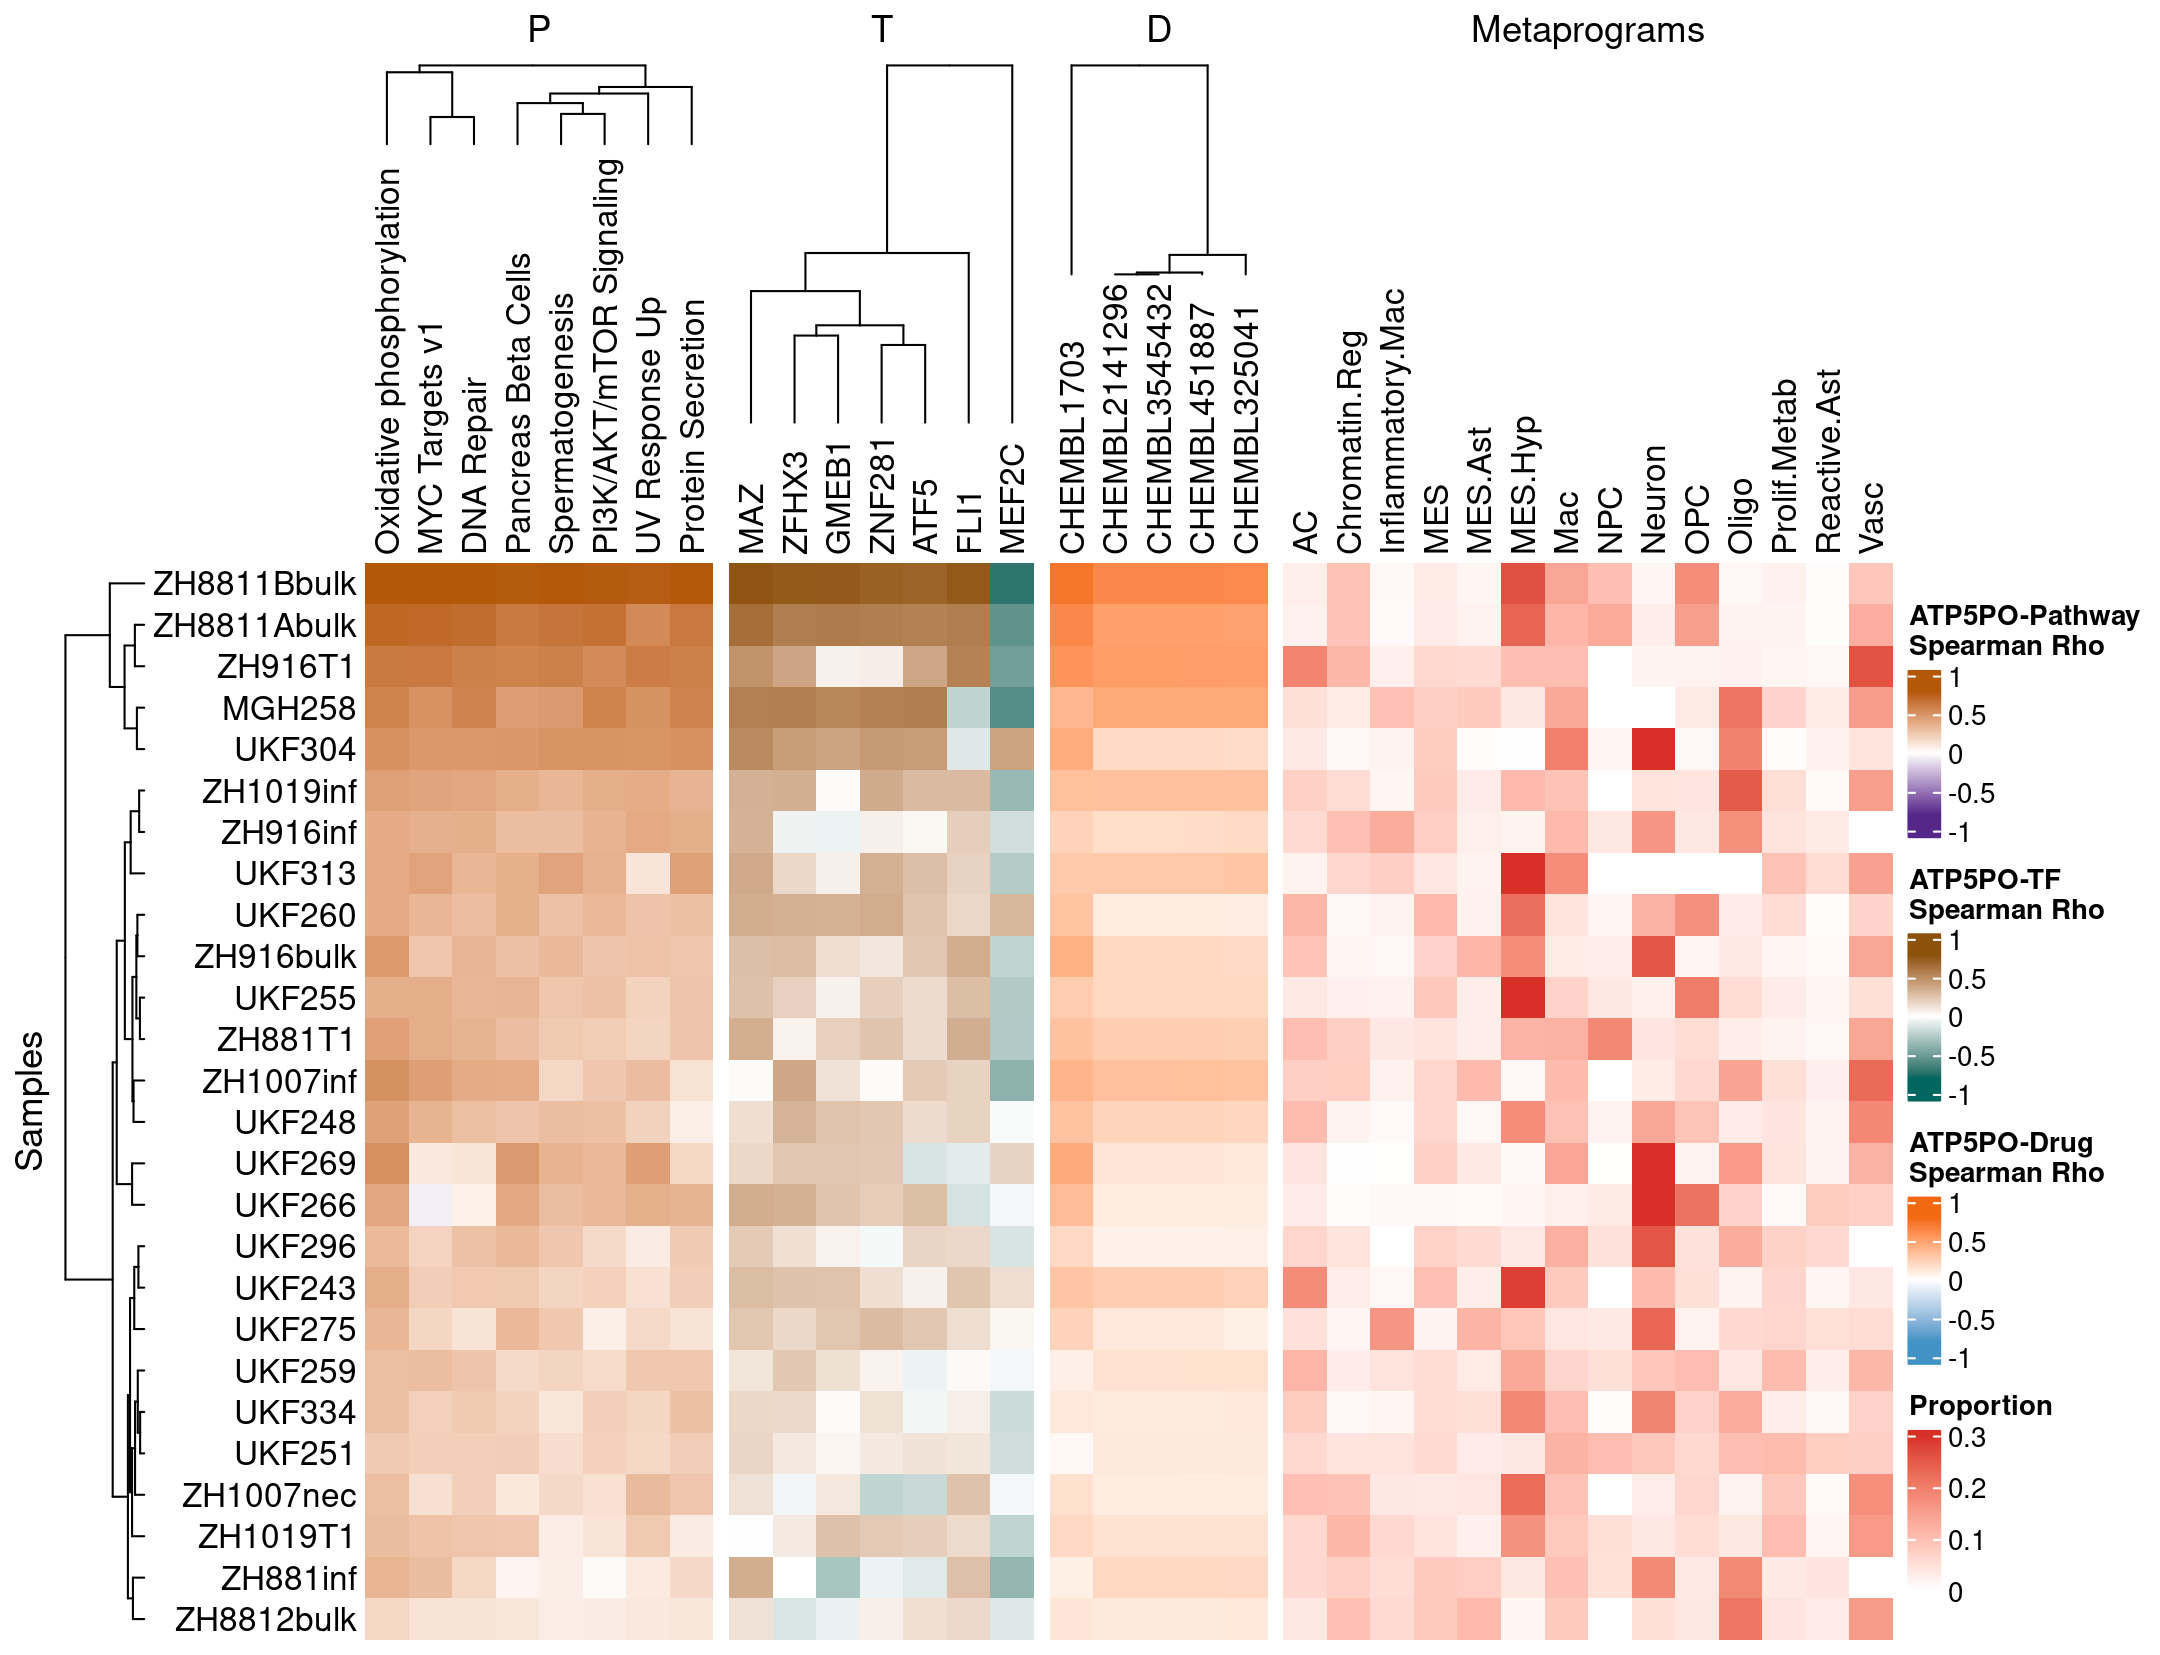 P
T
D
Metaprograms
Oxidative phosphorylation
MYC Targets v1
DNA Repair
Pancreas Beta Cells
Spermatogenesis
PI3K/AKT/mTOR Signaling
UV Response Up
Protein Secretion
MAZ
ZFHX3
GMEB1
ZNF281
ATF5
FLI1
MEF2C
CHEMBL1703
CHEMBL2141296
CHEMBL3545432
CHEMBL451887
CHEMBL325041
AC
Chromatin.Reg
Inflammatory.Mac
MES
MES.Ast
MES.Hyp
Mac
NPC
Neuron
OPC
Oligo
Prolif.Metab
Reactive.Ast
Vasc
Samples
ZH8811Bbulk
ZH8811Abulk
ZH916T1
MGH258
UKF304
ZH1019inf
ZH916inf
UKF313
UKF260
ZH916bulk
UKF255
ZH881T1
ZH1007inf
UKF248
UKF269
UKF266
UKF296
UKF243
UKF275
UKF259
UKF334
UKF251
ZH1007nec
ZH1019T1
ZH881inf
ZH8812bulk
ATP5PO-Pathway
Spearman Rho
1
0.5
0
-0.5
-1
ATP5PO-TF
Spearman Rho
1
0.5
0
-0.5
-1
ATP5PO-Drug
Spearman Rho
1
0.5
0
-0.5
-1
Proportion
0.3
0.2
0.1
0